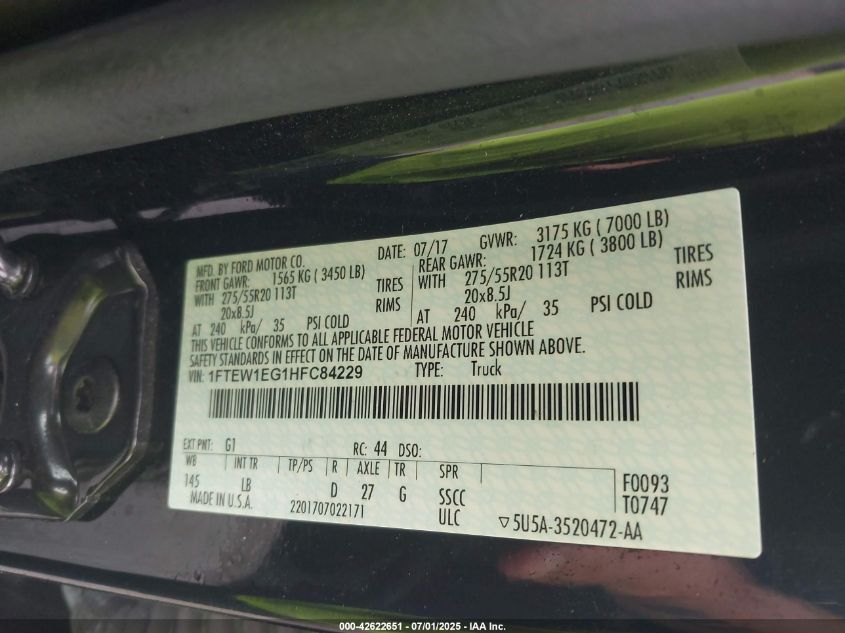 MFD. BY FORD MOTOR CO. DATE: 07/17 GVWR: 3175 KG ( 7000 LB)
FRONT GAWR: 1565 KG ( 3450 LB) REAR GAWR: 1724 KG ( 3800 LB)
WITH 275/55R20 113T TIRES WITH 275/55R20 113T TIRES
20x8.5J RIMS 20x8.5J RIMS
AT 240 kPa/ 35 PSI COLD AT 240 kPa/ 35 PSI COLD
THIS VEHICLE CONFORMS TO ALL APPLICABLE FEDERAL MOTOR VEHICLE
SAFETY STANDARDS IN EFFECT ON THE DATE OF MANUFACTURE SHOWN ABOVE.
VIN: 1FTEW1EG1HFC84229 TYPE: Truck
EXT PNT: G1 RC: 44 DSO:
WB INT TR TP/PS R AXLE TR SPR
145 LB D 27 G SSCC F0093
MADE IN U.S.A. 2201707022171 ULC T0747
▽5U5A-3520472-AA
000-42622651 - 07/01/2025 - IAA Inc.